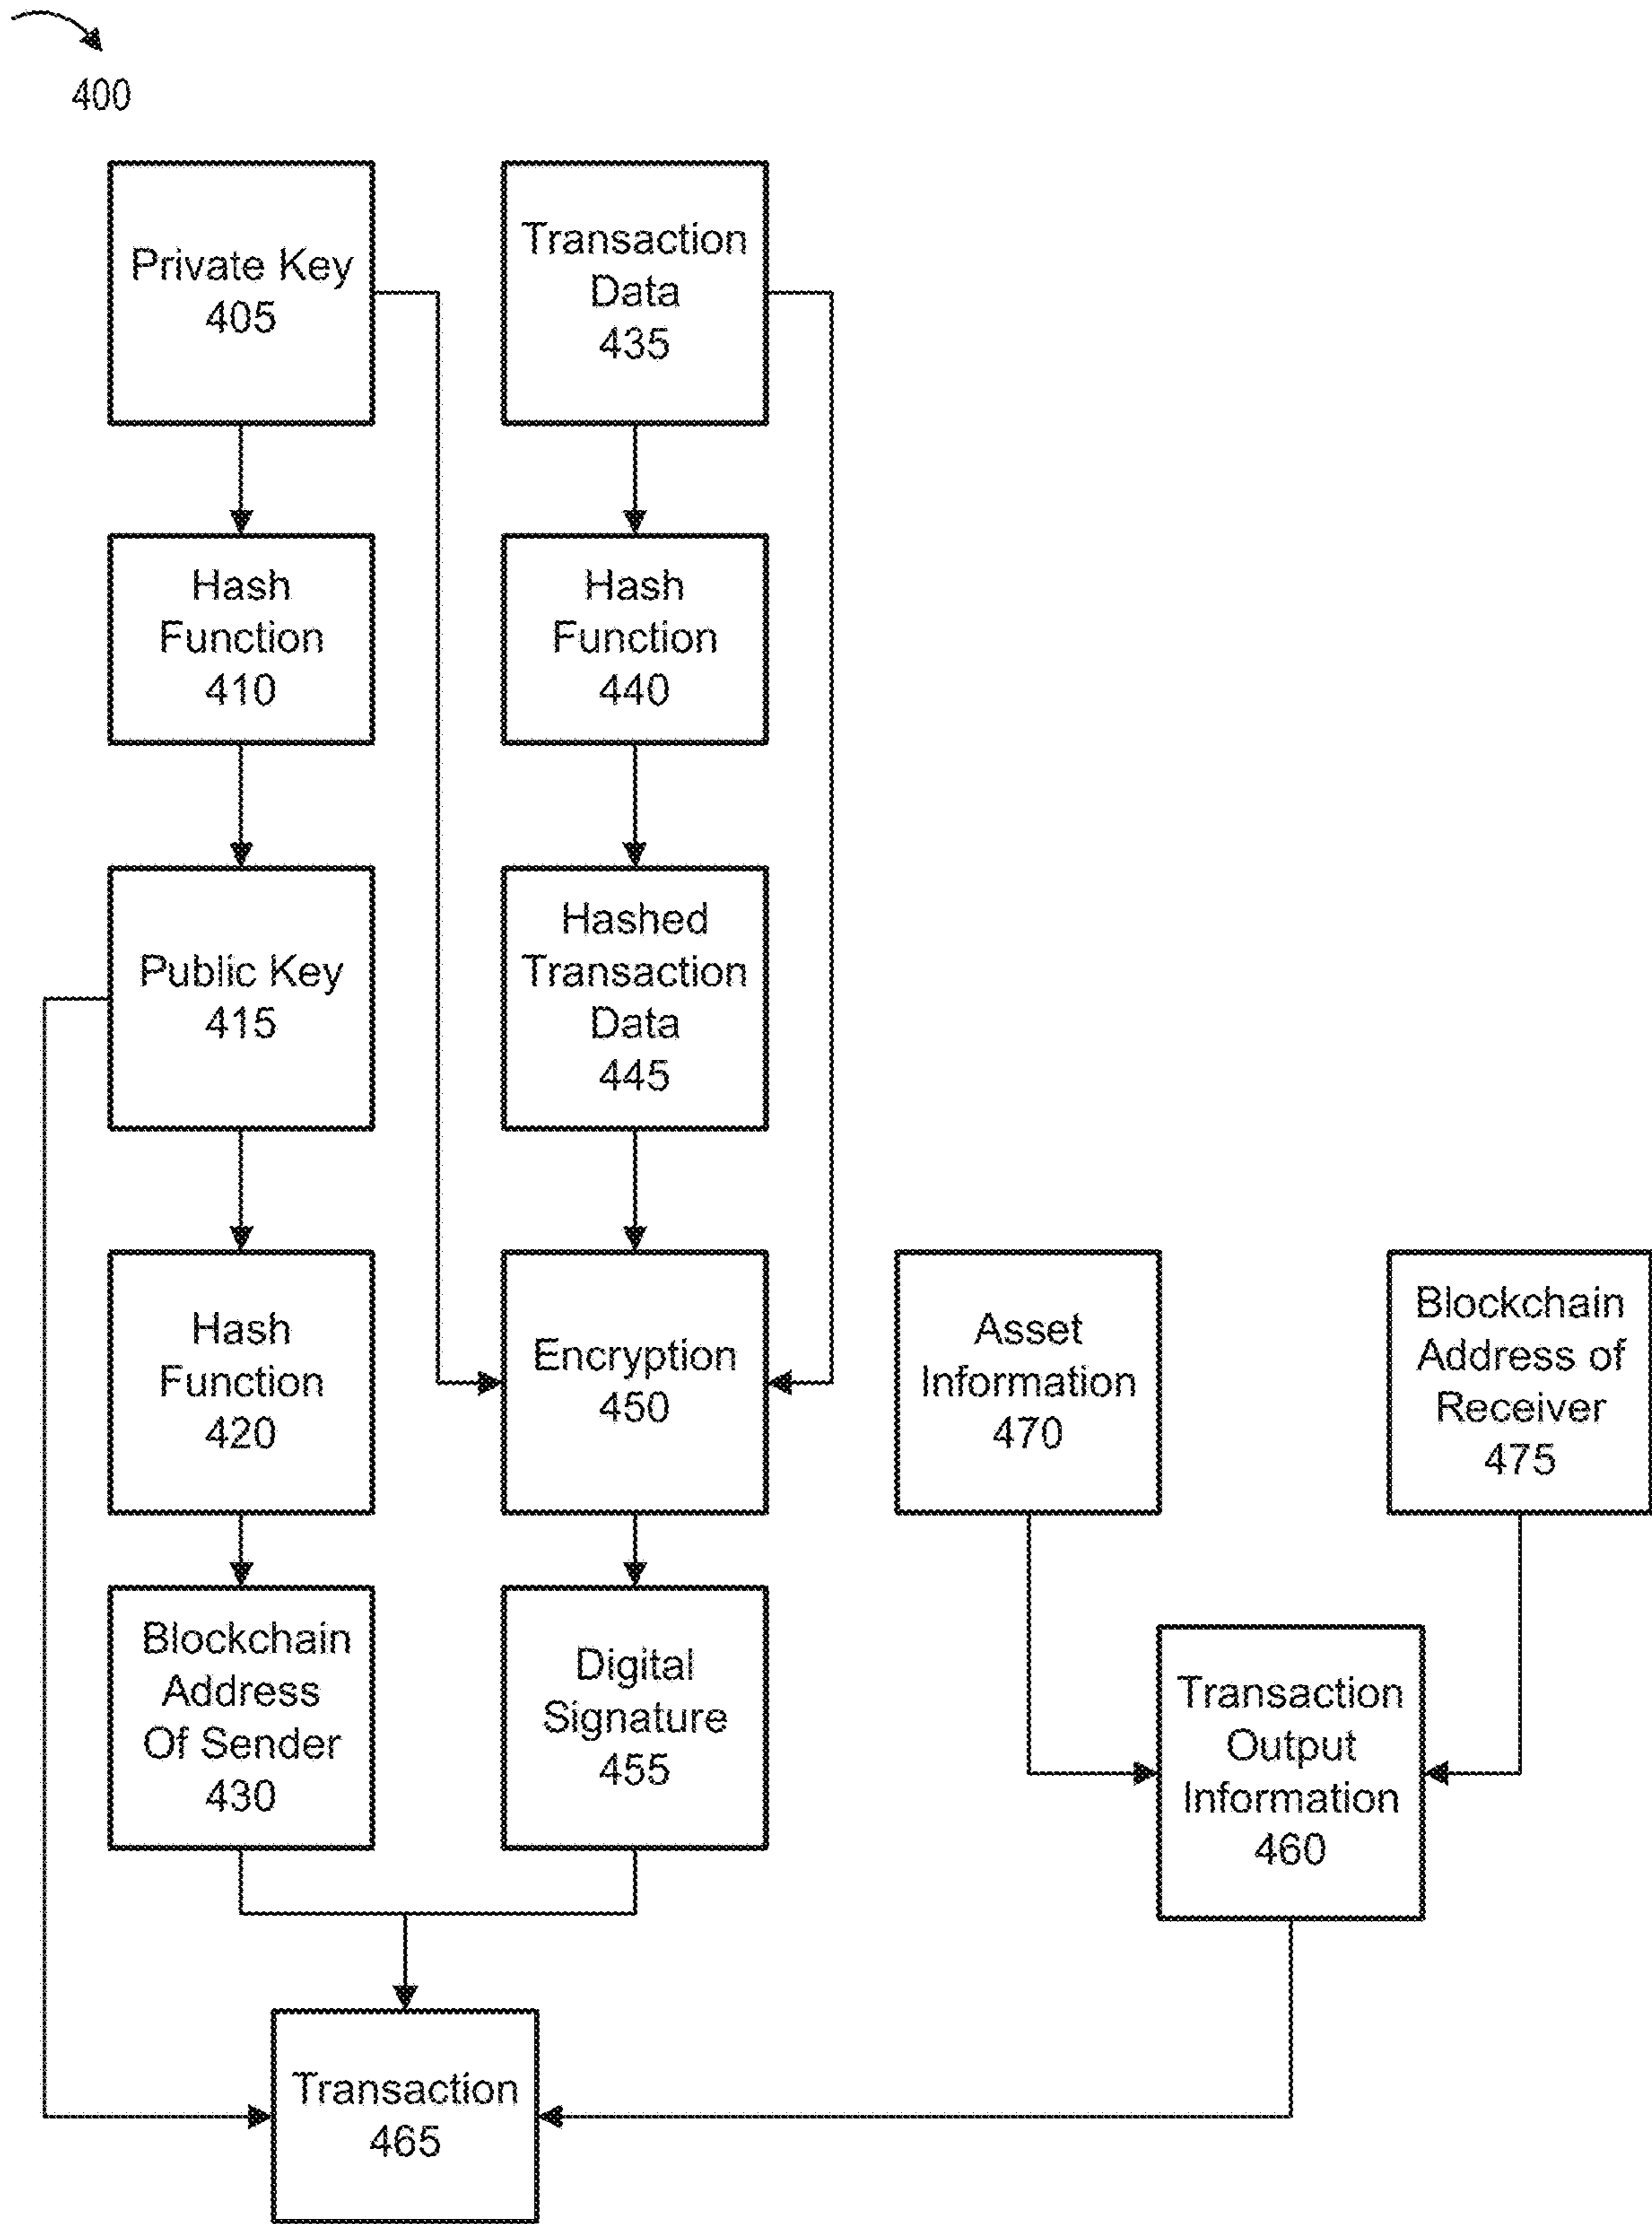 400
Private Key
405
Transaction
Data
435
Hash
Function
410
Hash
Function
440
Public Key
415
Hashed
Transaction
Data
445
Hash
Function
420
Encryption
450
Asset
Information
470
Blockchain
Address of
Receiver
475
Blockchain
Address
Of Sender
430
Digital
Signature
455
Transaction
Output
Information
460
Transaction
465